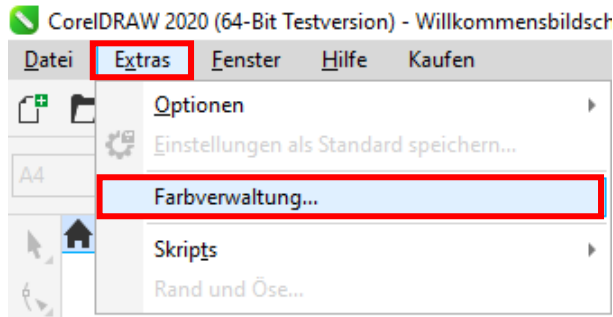 CorelDRAW 2020 (64-Bit Testversion) - Willkommensbildsch
Datei Extras Fenster Hilfe Kaufen
Optionen
Einstellungen als Standard speichern...
A4
Farbverwaltung...
Skripts
Rand und Öse...